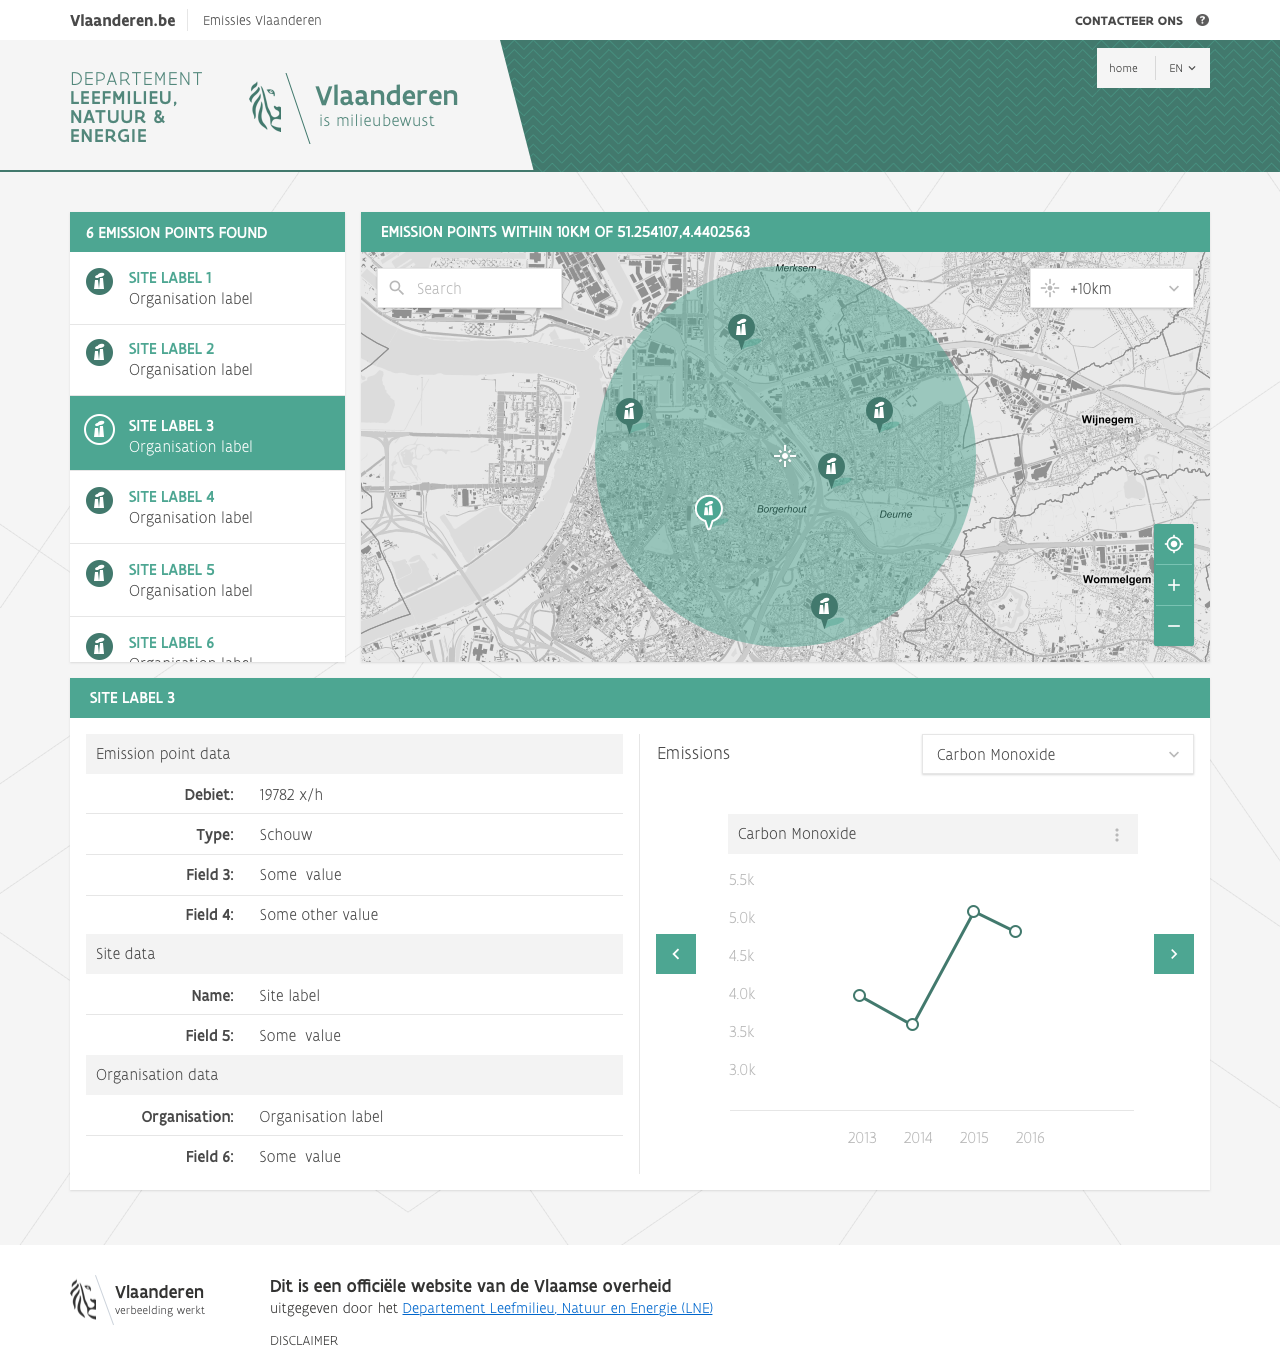 Vlaanderen.be
Emissies Vlaanderen
CONTACTEER ONS
?
home
EN
DEPARTEMENT
LEEFMILIEU,
NATUUR &
ENERGIE
Vlaanderen
is milieubewust
6 EMISSION POINTS FOUND
SITE LABEL 1
Organisation label
SITE LABEL 2
Organisation label
SITE LABEL 3
Organisation label
SITE LABEL 4
Organisation label
SITE LABEL 5
Organisation label
SITE LABEL 6
Organisation label
EMISSION POINTS WITHIN 10KM OF 51.254107,4.4402563
Search
Merksem
+10km
Wijnegem
Borgerhout
Deurne
Wommelgem
+
−
SITE LABEL 3
Emission point data
Debiet: 19782 x/h
Type: Schouw
Field 3: Some value
Field 4: Some other value
Site data
Name: Site label
Field 5: Some value
Organisation data
Organisation: Organisation label
Field 6: Some value
Emissions
Carbon Monoxide
Carbon Monoxide
5.5k
5.0k
4.5k
4.0k
3.5k
3.0k
2013 2014 2015 2016
Vlaanderen
verbeelding werkt
Dit is een officiële website van de Vlaamse overheid
uitgegeven door het Departement Leefmilieu, Natuur en Energie (LNE)
DISCLAIMER